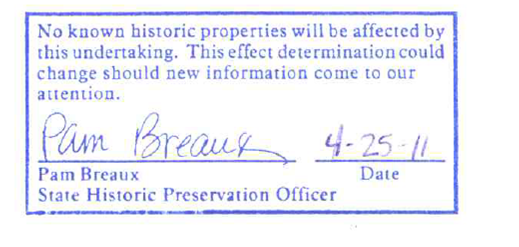 No known historic properties will be affected by
this undertaking. This effect determination could
change should new information come to our
attention.
Pam Breaux 4-25-11
Pam Breaux Date
State Historic Preservation Officer